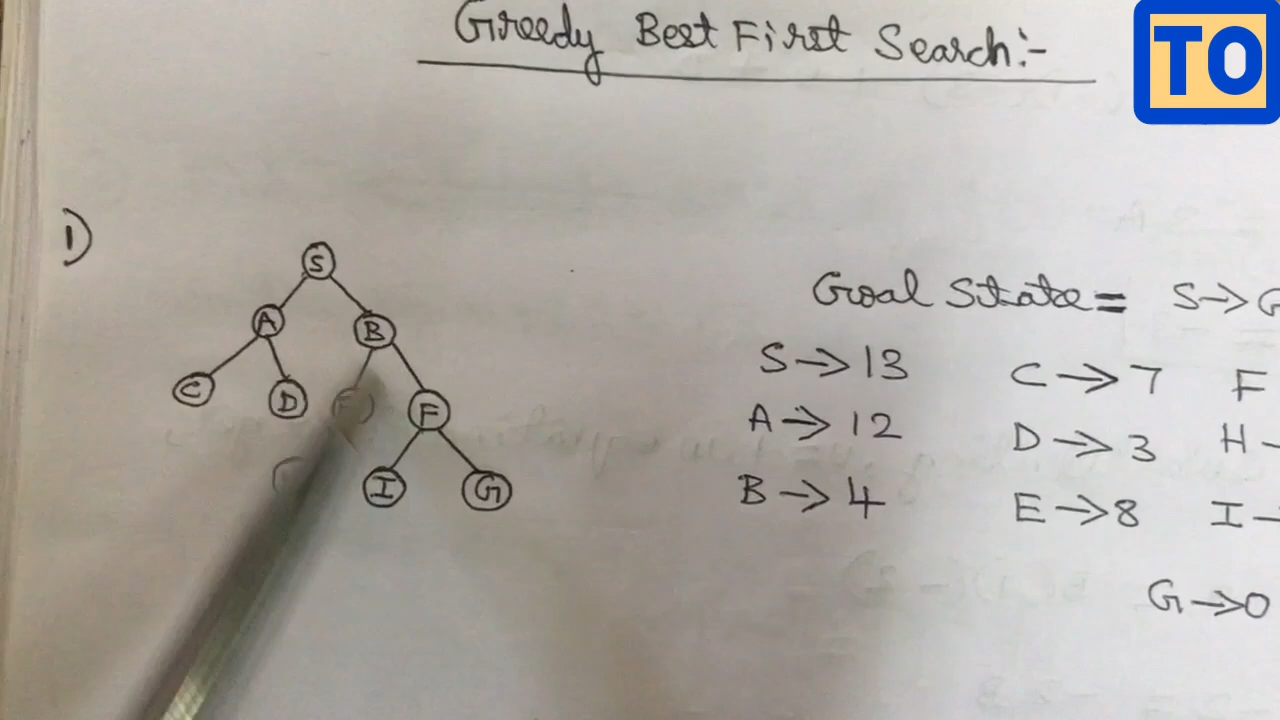 Greedy Best First Search:-
TO
1)
S
A B
C D E F
I G
Goal State = S→G
S→13 C→7 F
A→12 D→3 H-
B→4 E→8 I-
G→0